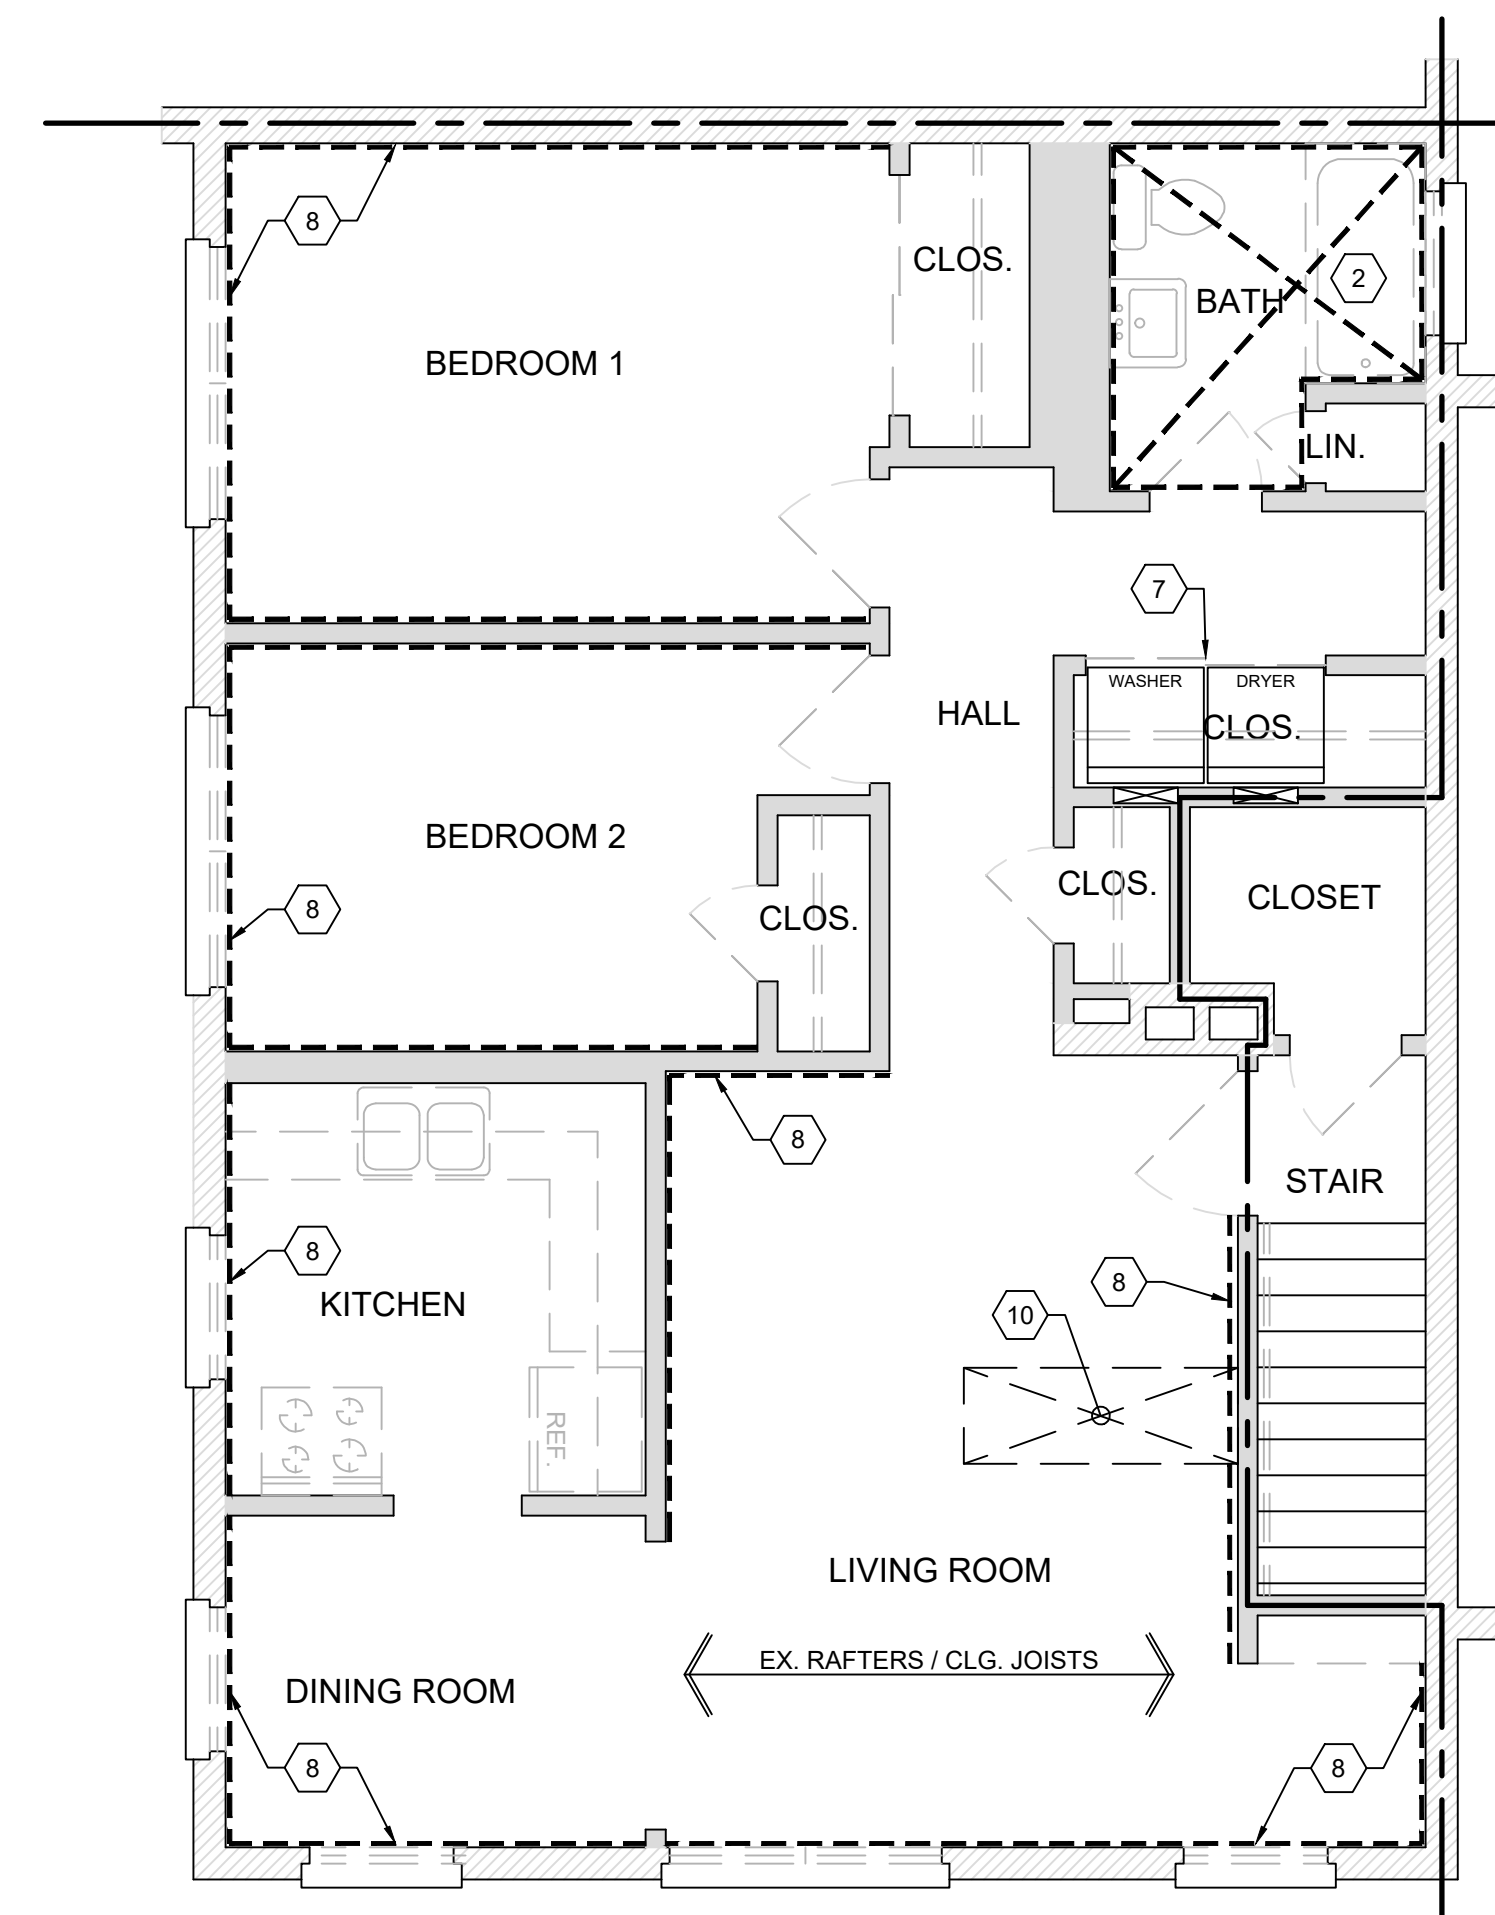 8
CLOS.
BATH
2
BEDROOM 1
LIN.
7
WASHER
DRYER
HALL
CLOS.
BEDROOM 2
8
CLOS.
CLOS.
CLOSET
8
STAIR
8
KITCHEN
8
10
REF.
LIVING ROOM
EX. RAFTERS / CLG. JOISTS
DINING ROOM
8
8